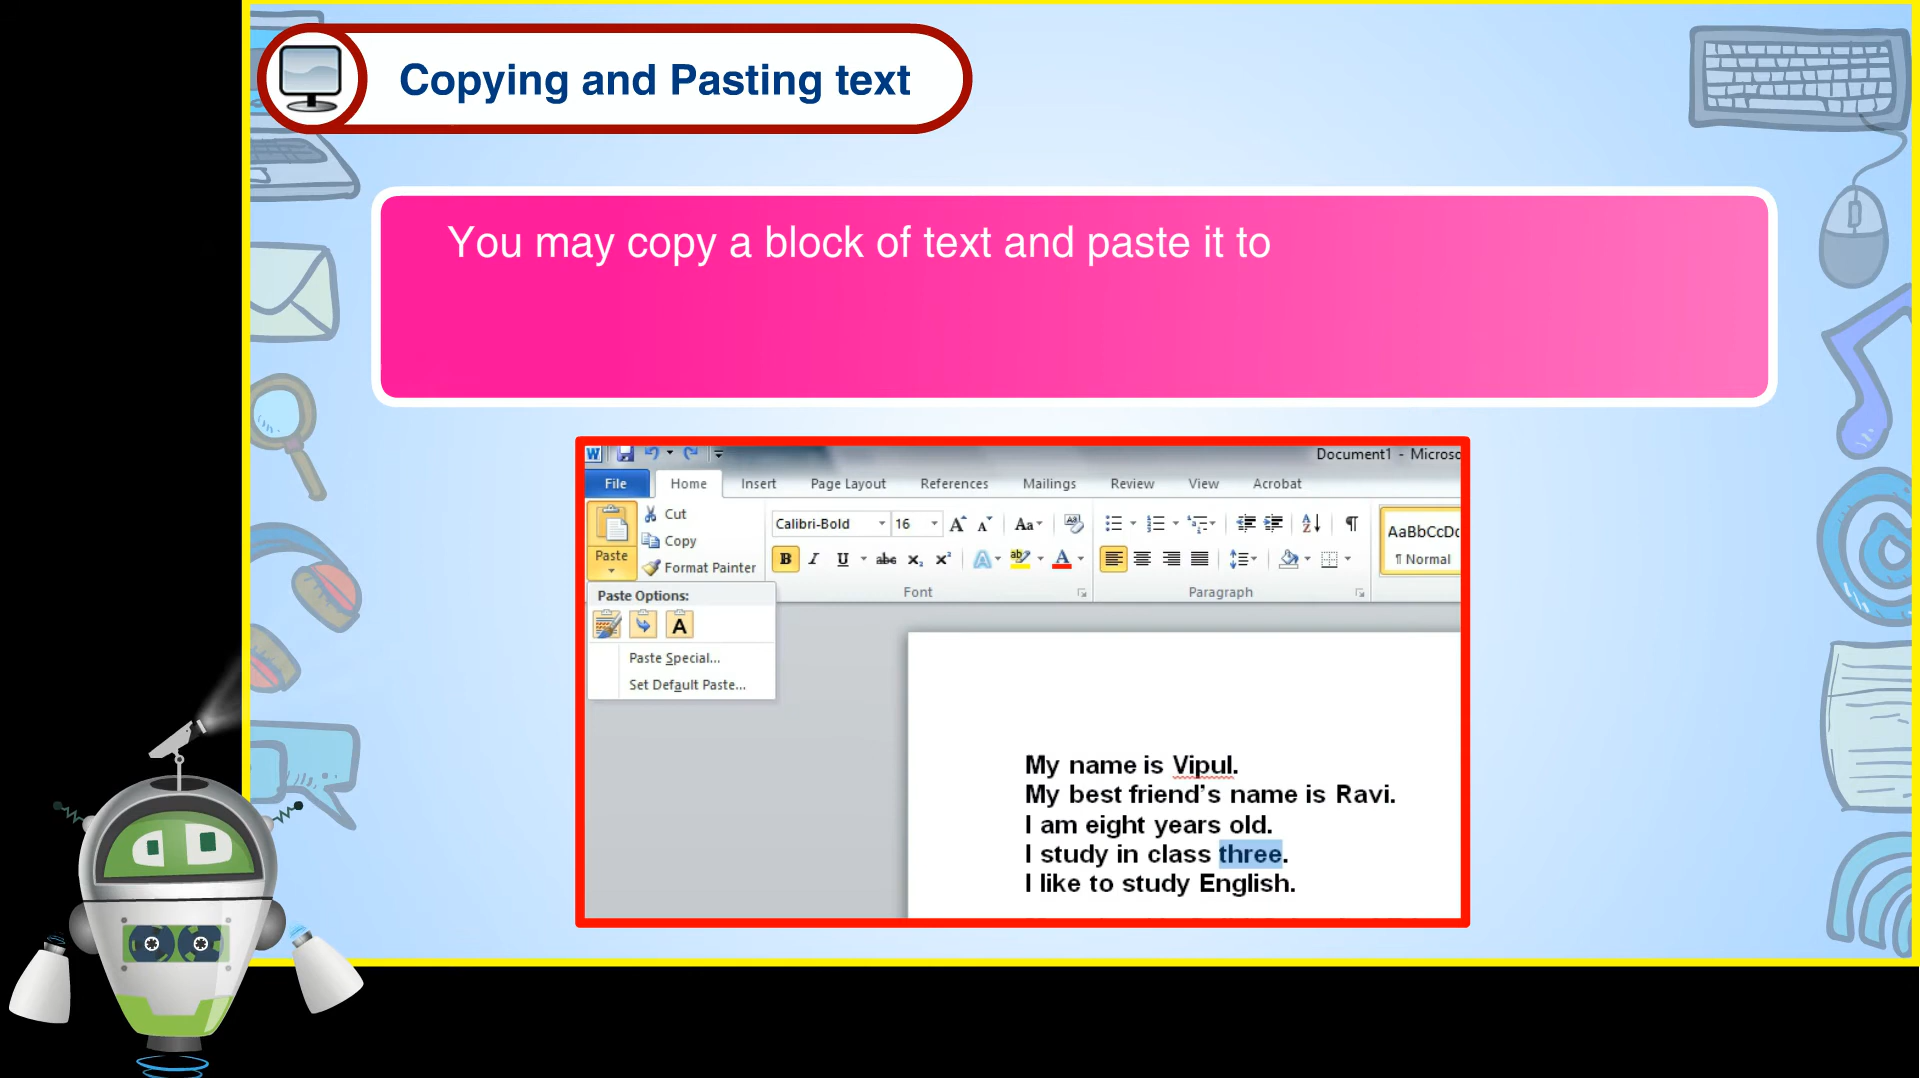 Copying and Pasting text
You may copy a block of text and paste it to
Document1 - Microso
File Home Insert Page Layout References Mailings Review View Acrobat
Paste
Cut
Copy
Format Painter
Calibri-Bold 16
Font
Paragraph
AaBbCcDc
¶ Normal
Paste Options:
Paste Special...
Set Default Paste...
My name is Vipul.
My best friend’s name is Ravi.
I am eight years old.
I study in class three.
I like to study English.